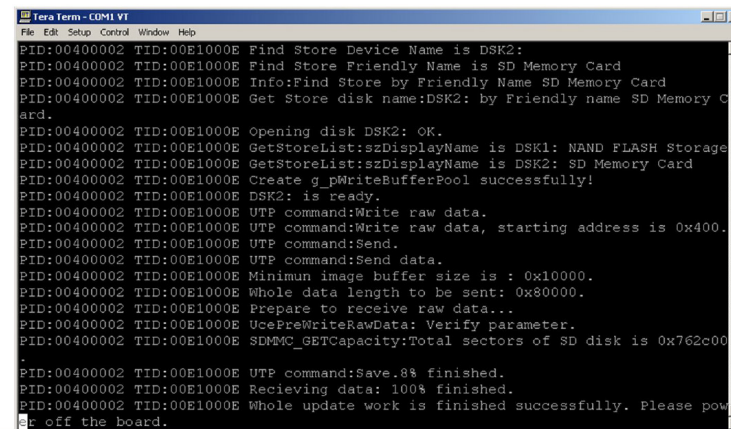 Tera Term - COM1 VT
File Edit Setup Control Window Help
PID:00400002 TID:00E1000E Find Store Device Name is DSK2:
PID:00400002 TID:00E1000E Find Store Friendly Name is SD Memory Card
PID:00400002 TID:00E1000E Info:Find Store by Friendly Name SD Memory Card
PID:00400002 TID:00E1000E Get Store disk name:DSK2: by Friendly name SD Memory C
ard.
PID:00400002 TID:00E1000E Opening disk DSK2: OK.
PID:00400002 TID:00E1000E GetStoreList:szDisplayName is DSK1: NAND FLASH Storage
PID:00400002 TID:00E1000E GetStoreList:szDisplayName is DSK2: SD Memory Card
PID:00400002 TID:00E1000E Create g_pWriteBufferPool successfully!
PID:00400002 TID:00E1000E DSK2: is ready.
PID:00400002 TID:00E1000E UTP command:Write raw data.
PID:00400002 TID:00E1000E UTP command:Write raw data, starting address is 0x400.
PID:00400002 TID:00E1000E UTP command:Send.
PID:00400002 TID:00E1000E UTP command:Send data.
PID:00400002 TID:00E1000E Minimun image buffer size is : 0x10000.
PID:00400002 TID:00E1000E Whole data length to be sent: 0x80000.
PID:00400002 TID:00E1000E Prepare to receive raw data...
PID:00400002 TID:00E1000E UcePreWriteRawData: Verify parameter.
PID:00400002 TID:00E1000E SDMMC_GETCapacity:Total sectors of SD disk is 0x762c00
.
PID:00400002 TID:00E1000E UTP command:Save.8% finished.
PID:00400002 TID:00E1000E Recieving data: 100% finished.
PID:00400002 TID:00E1000E Whole update work is finished successfully. Please pow
er off the board.